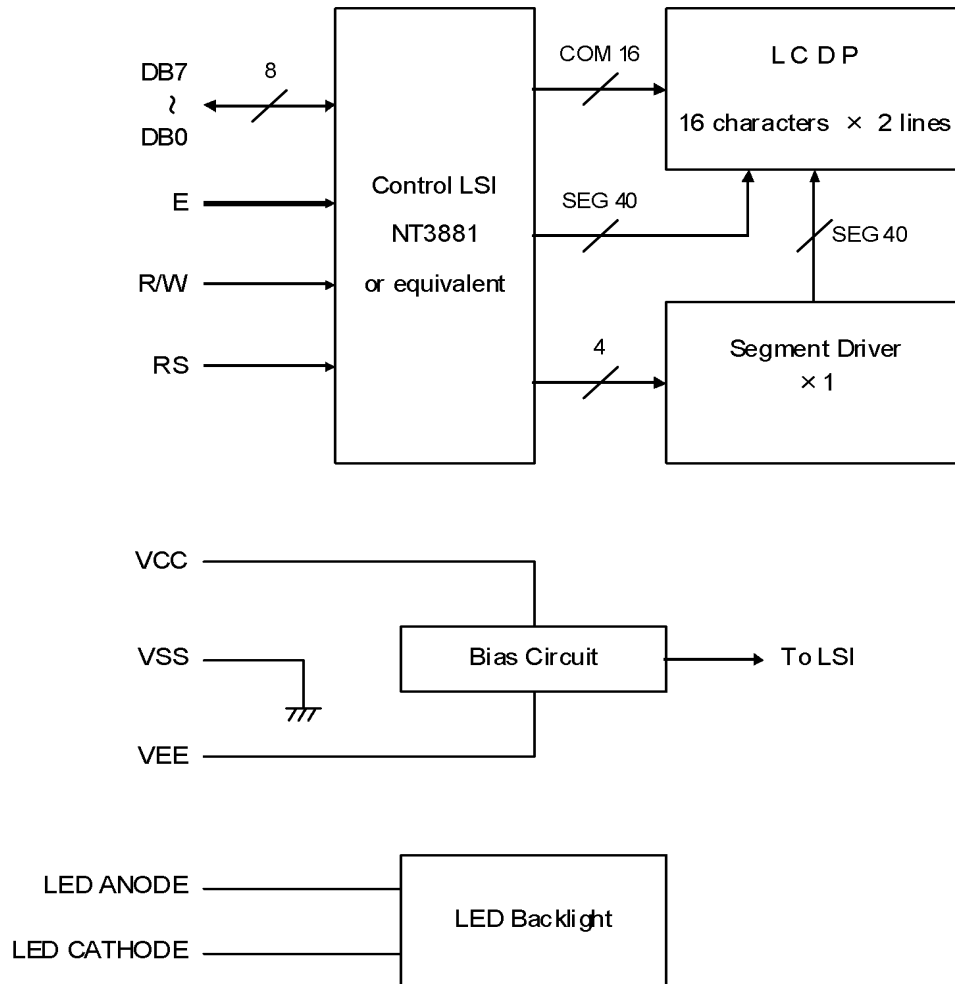 DB7
~
DB0
8
E
R/W
RS
Control LSI
NT3881
or equivalent
COM 16
SEG 40
4
L C D P
16 characters × 2 lines
SEG 40
Segment Driver
× 1
VCC
VSS
VEE
Bias Circuit
To LSI
LED ANODE
LED CATHODE
LED Backlight